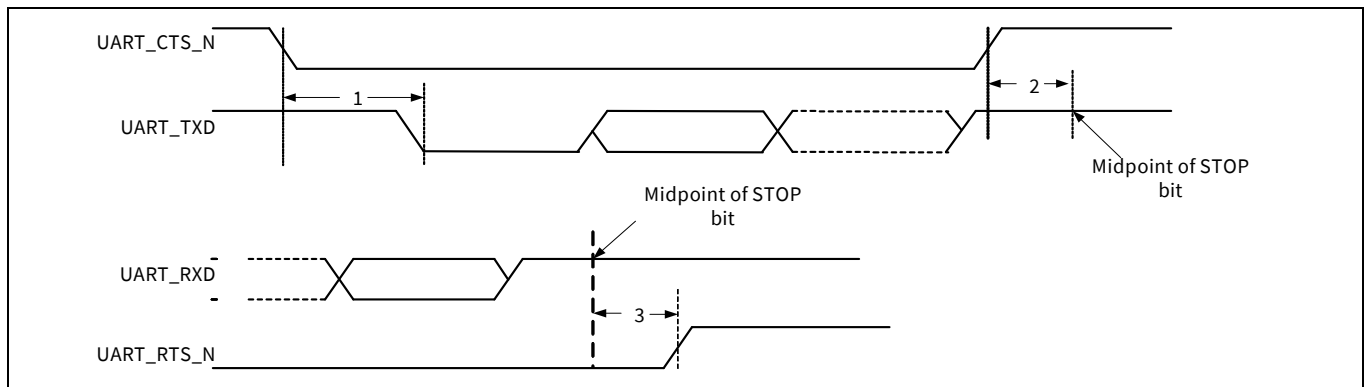 UART_CTS_N
1
2
UART_TXD
Midpoint of STOP
bit
Midpoint of STOP
bit
UART_RXD
3
UART_RTS_N